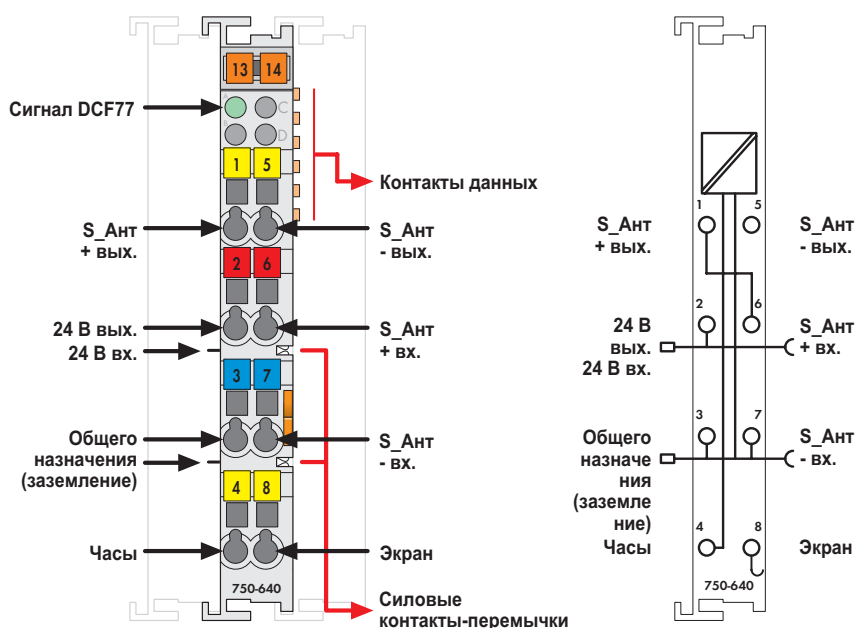 13 14
A
C
B
D
Сигнал DCF77
1 5
Контакты данных
S_Ант
+ вых.
S_Ант
- вых.
2 6
24 В вых.
24 В вх.
S_Ант
+ вх.
3 7
Общего
назначения
(заземление)
S_Ант
- вх.
4 8
Часы
Экран
750-640
Силовые
контакты-перемычки
1 5
S_Ант
+ вых.
S_Ант
- вых.
2 6
24 В
вых.
24 В вх.
S_Ант
+ вх.
3 7
Общего
назначе
ния
(заземле
ние)
S_Ант
- вх.
4 8
Часы
Экран
750-640